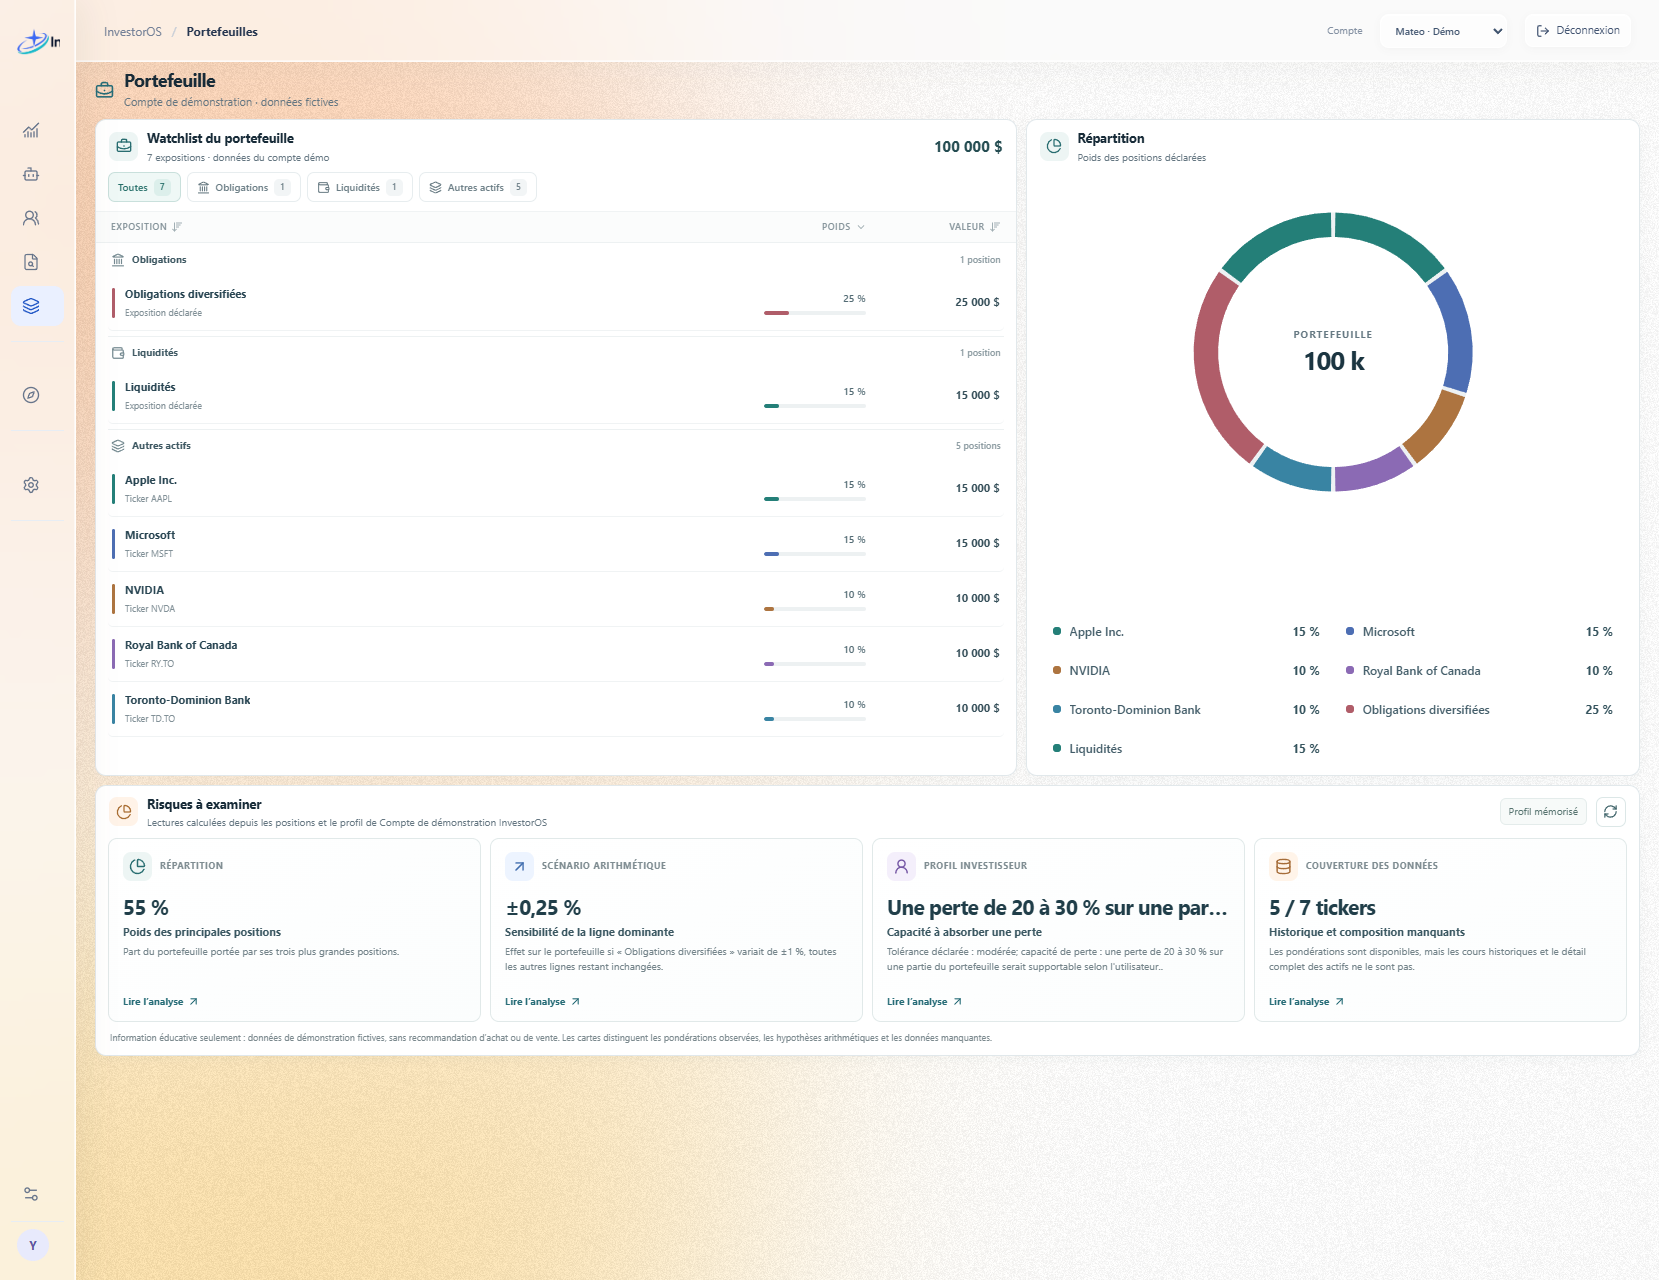 In
InvestorOS / Portefeuilles
Compte
Mateo · Démo
Déconnexion
Portefeuille
Compte de démonstration · données fictives
Watchlist du portefeuille
7 expositions · données du compte démo
100 000 $
Toutes 7
Obligations 1
Liquidités 1
Autres actifs 5
EXPOSITION
POIDS
VALEUR
Obligations
1 position
Obligations diversifiées
Exposition déclarée
25 %
25 000 $
Liquidités
1 position
Liquidités
Exposition déclarée
15 %
15 000 $
Autres actifs
5 positions
Apple Inc.
Ticker AAPL
15 %
15 000 $
Microsoft
Ticker MSFT
15 %
15 000 $
NVIDIA
Ticker NVDA
10 %
10 000 $
Royal Bank of Canada
Ticker RY.TO
10 %
10 000 $
Toronto-Dominion Bank
Ticker TD.TO
10 %
10 000 $
Répartition
Poids des positions déclarées
PORTEFEUILLE
100 k
Apple Inc. 15 %
Microsoft 15 %
NVIDIA 10 %
Royal Bank of Canada 10 %
Toronto-Dominion Bank 10 %
Obligations diversifiées 25 %
Liquidités 15 %
Risques à examiner
Lectures calculées depuis les positions et le profil de Compte de démonstration InvestorOS
Profil mémorisé
RÉPARTITION
55 %
Poids des principales positions
Part du portefeuille portée par ses trois plus grandes positions.
Lire l'analyse
SCÉNARIO ARITHMÉTIQUE
±0,25 %
Sensibilité de la ligne dominante
Effet sur le portefeuille si « Obligations diversifiées » variait de ±1 %, toutes
les autres lignes restant inchangées.
Lire l'analyse
PROFIL INVESTISSEUR
Une perte de 20 à 30 % sur une par...
Capacité à absorber une perte
Tolérance déclarée : modérée; capacité de perte : une perte de 20 à 30 % sur
une partie du portefeuille serait supportable selon l'utilisateur..
Lire l'analyse
COUVERTURE DES DONNÉES
5 / 7 tickers
Historique et composition manquants
Les pondérations sont disponibles, mais les cours historiques et le détail
complet des actifs ne le sont pas.
Lire l'analyse
Information éducative seulement : données de démonstration fictives, sans recommandation d'achat ou de vente. Les cartes distinguent les pondérations observées, les hypothèses arithmétiques et les données manquantes.
Y